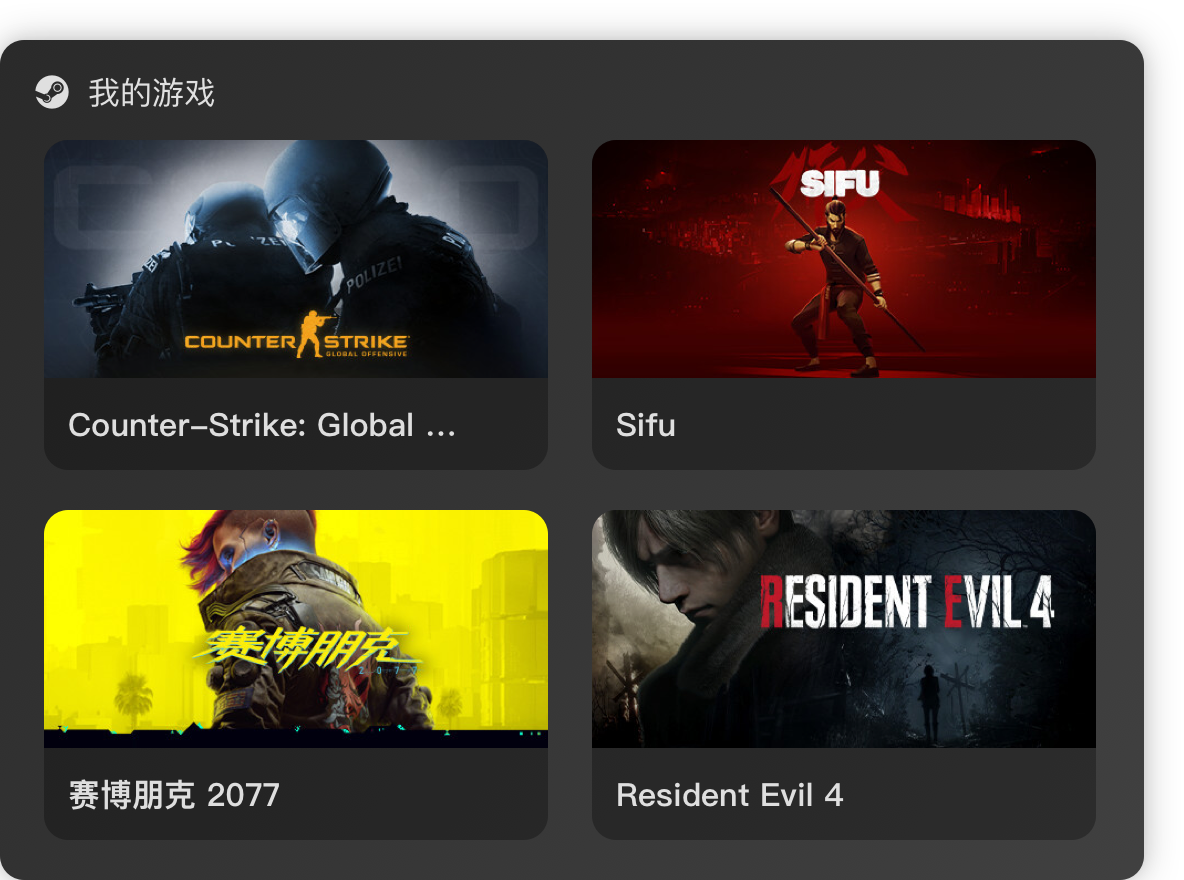 我的游戏
POLIZEI
COUNTER STRIKE
GLOBAL OFFENSIVE
SIFU
Counter-Strike: Global ...
Sifu
赛博朋克
2077
RESIDENT EVIL 4
赛博朋克 2077
Resident Evil 4